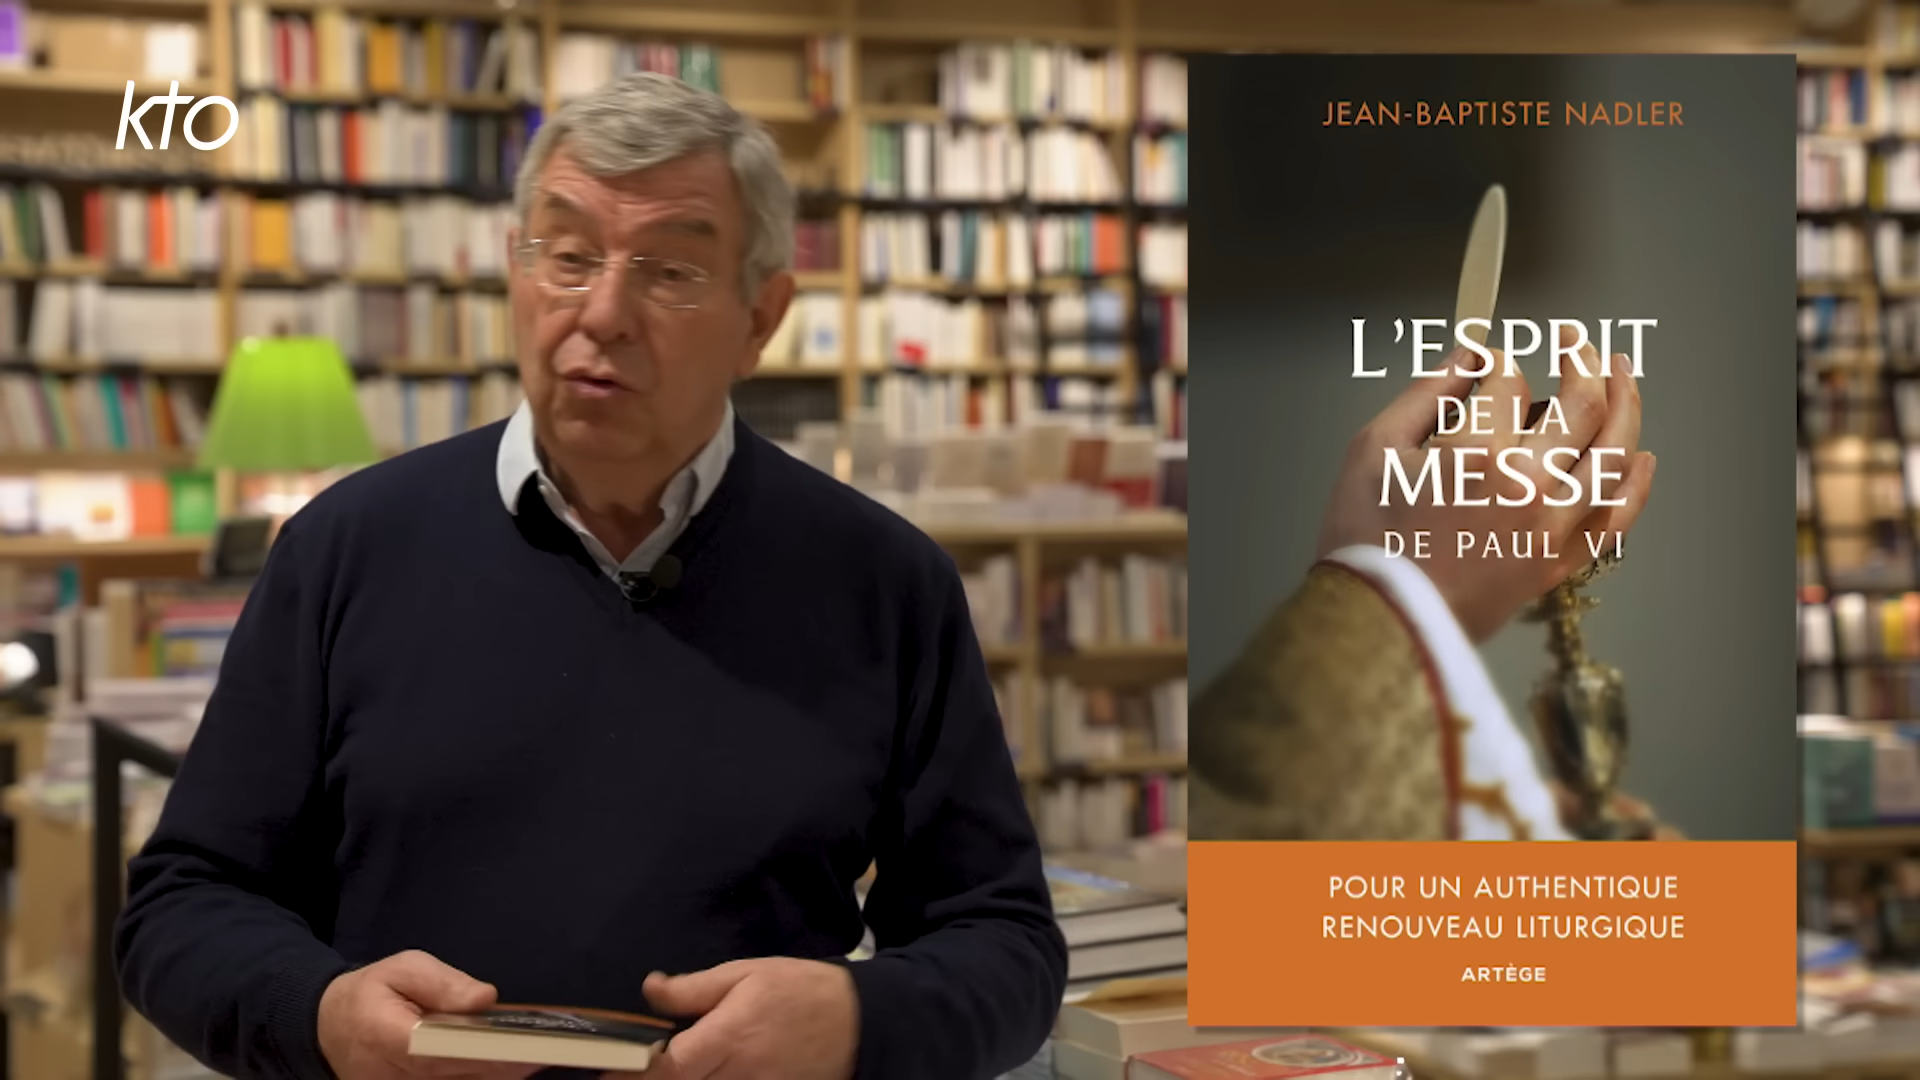 kto
JEAN-BAPTISTE NADLER
L'ESPRIT
DE LA
MESSE
DE PAUL VI
POUR UN AUTHENTIQUE
RENOUVEAU LITURGIQUE
ARTÈGE